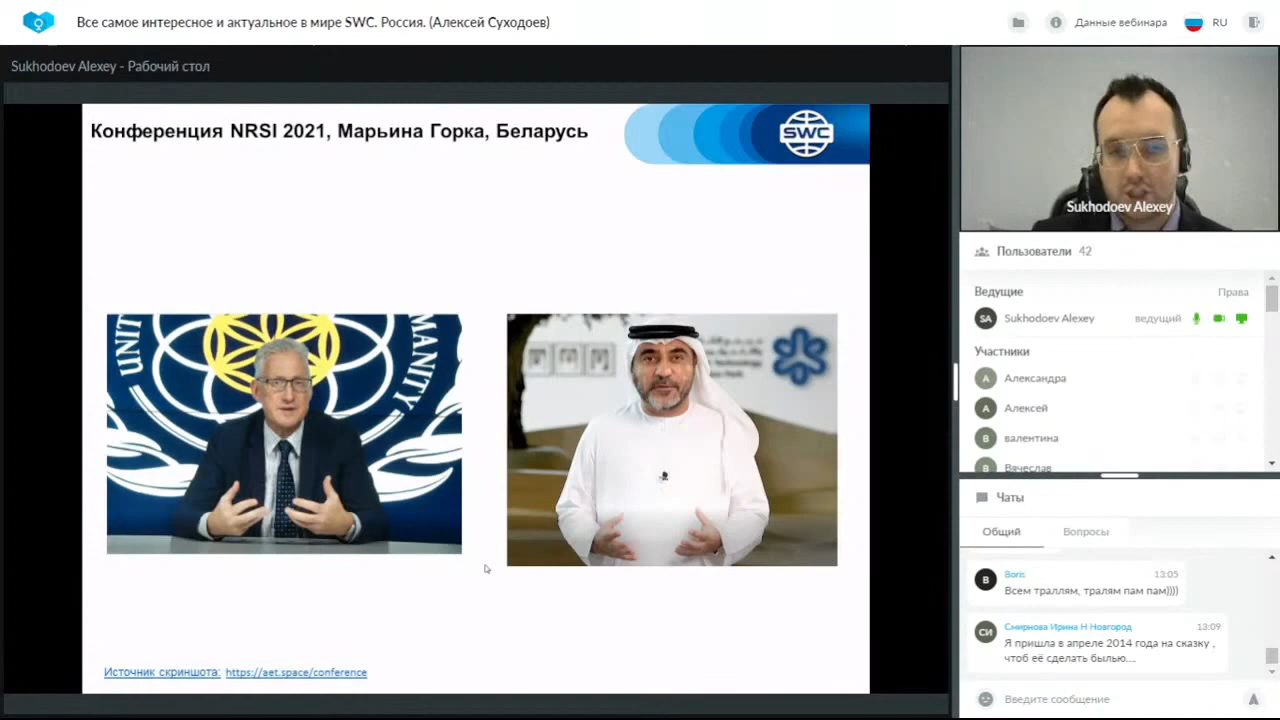 Все самое интересное и актуальное в мире SWC. Россия. (Алексей Суходоев)
Данные вебинара
RU
Sukhodoev Alexey - Рабочий стол
Конференция NRSI 2021, Марьина Горка, Беларусь
SWC
UNIT
MANITY
Источник скриншота: https://aet.space/conference
Sukhodoev Alexey
Пользователи 42
Ведущие Права
SA Sukhodoev Alexey ведущий
Участники
А Александра
А Алексей
В валентина
В Вячеслав
Чаты
Общий Вопросы
B Boris 13:05
Всем траллям, тралям пам пам))))
СИ Смирнова Ирина Н Новгород 13:09
Я пришла в апреле 2014 года на сказку ,
чтоб её сделать былью....
Введите сообщение